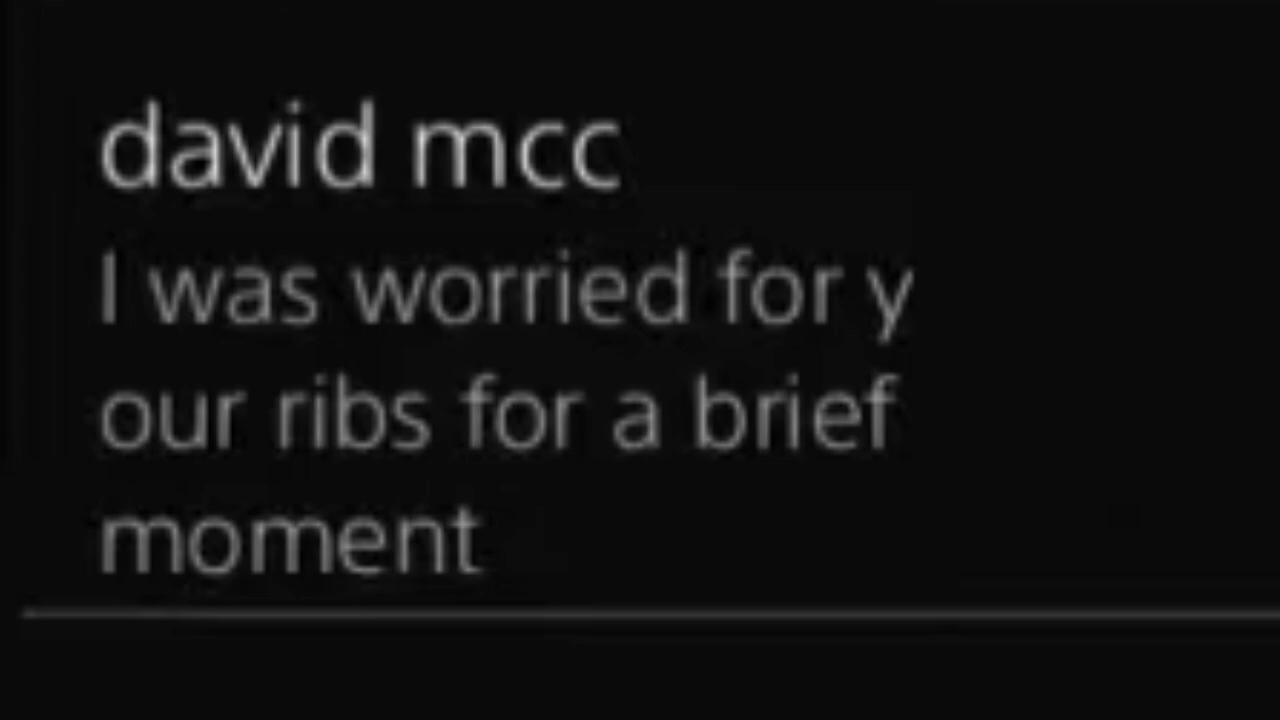 david mcc
I was worried for y
our ribs for a brief
moment